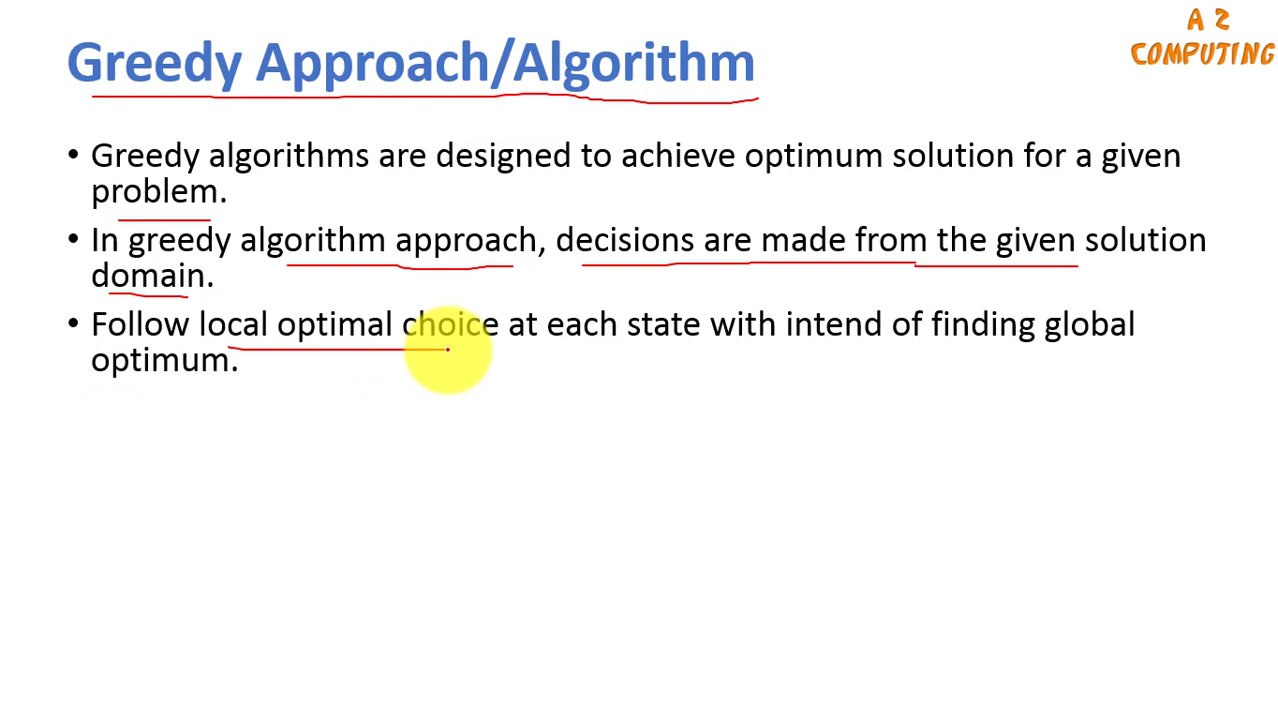 A 2
COMPUTING
Greedy Approach/Algorithm
• Greedy algorithms are designed to achieve optimum solution for a given
problem.
• In greedy algorithm approach, decisions are made from the given solution
domain.
• Follow local optimal choice at each state with intend of finding global
optimum.